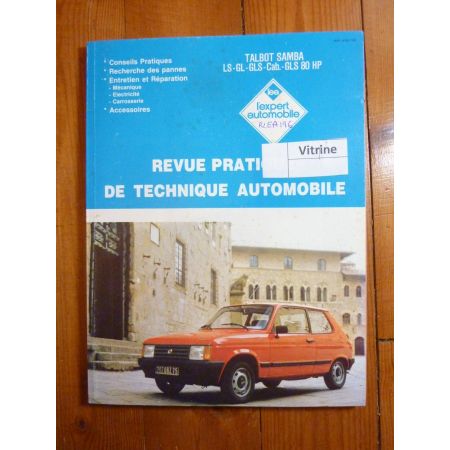 • Conseils Pratiques
• Recherche des pannes
• Entretien et Réparation
- Mécanique
- Electricité
- Carrosserie
• Accessoires
TALBOT SAMBA
LS-GL-GLS-Cab.-GLS 80 HP
l'expert
automobile
Vitrine
REVUE PRATI
DE TECHNIQUE AUTOMOBILE